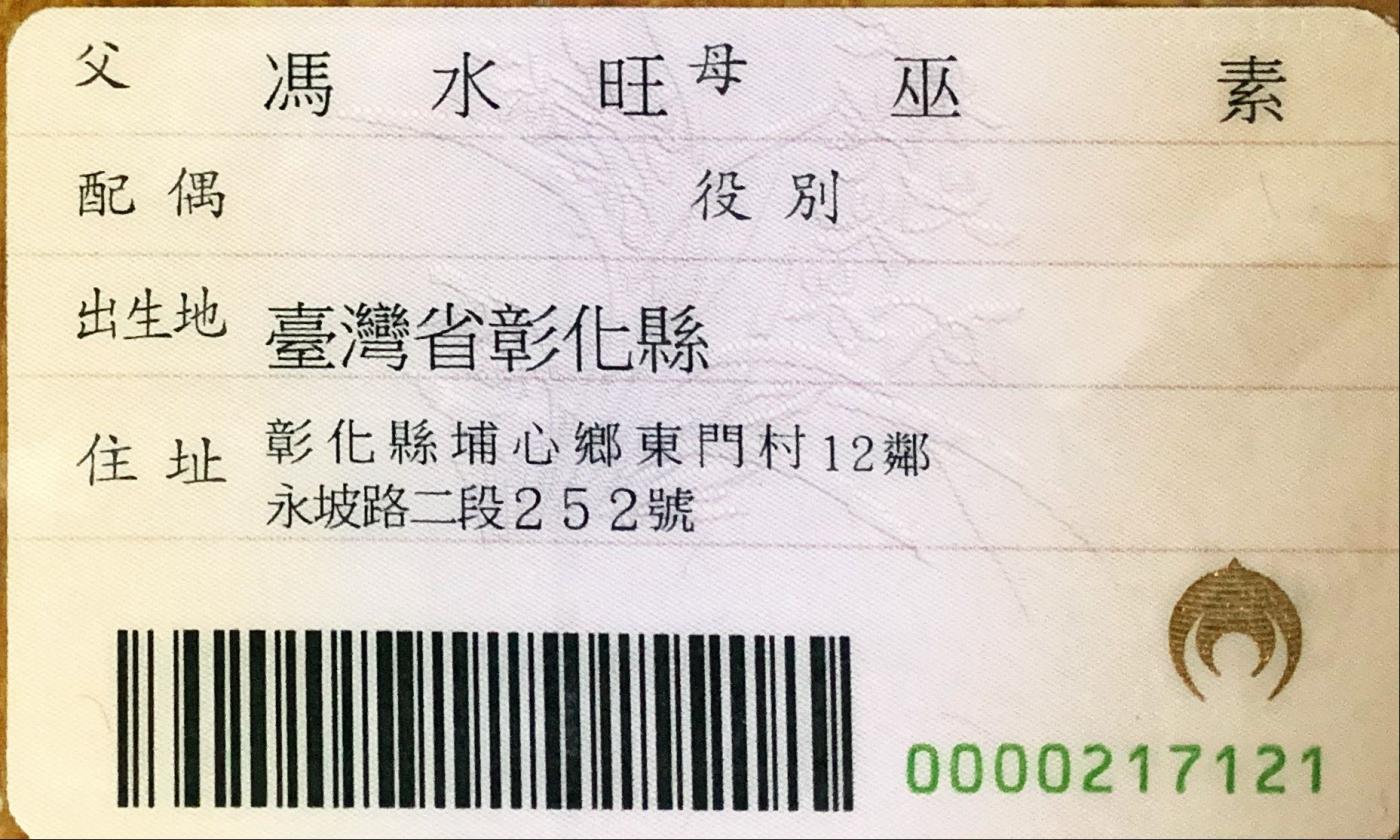 父 馮水旺 母 巫素
配偶 役別
出生地 臺灣省彰化縣
住址 彰化縣埔心鄉東門村12鄰
永坡路二段252號
0000217121